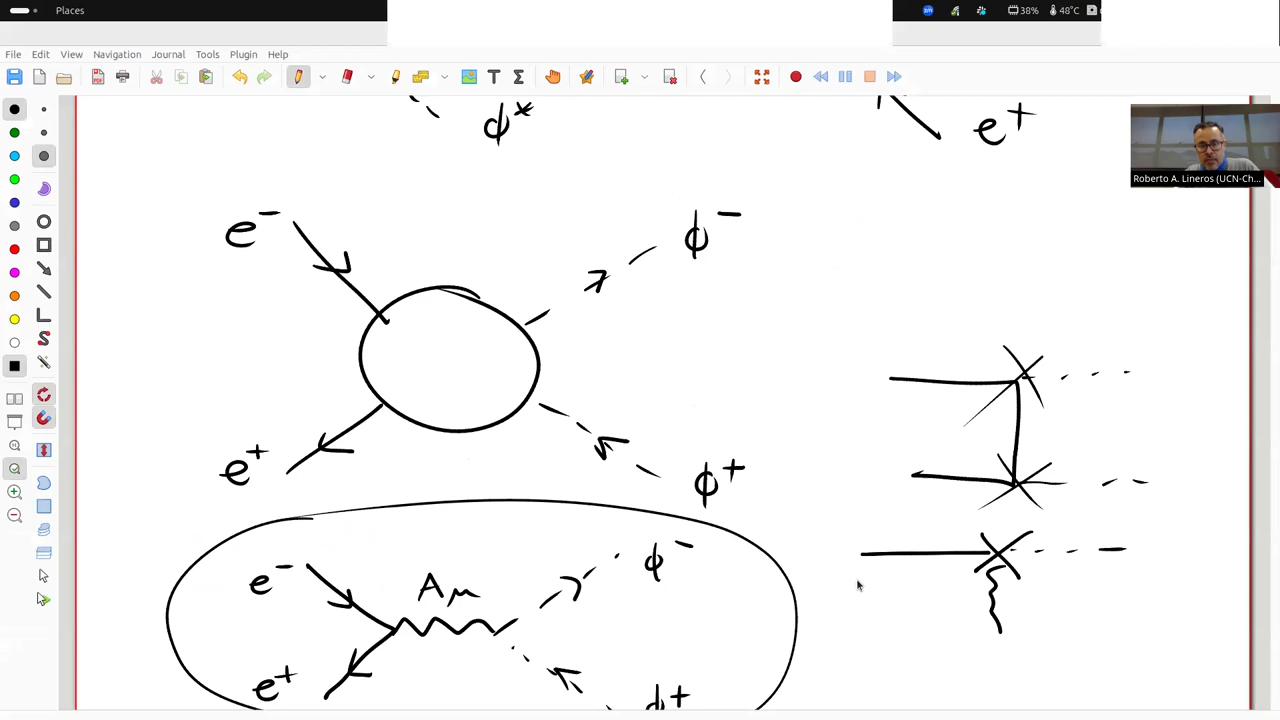 Places
38%
48°C
File Edit View Navigation Journal Tools Plugin Help
ϕ*
e+
Roberto A. Lineros (UCN-Ch...
e−
ϕ−
e+
ϕ+
e−
Aμ
ϕ−
e+
ϕ+